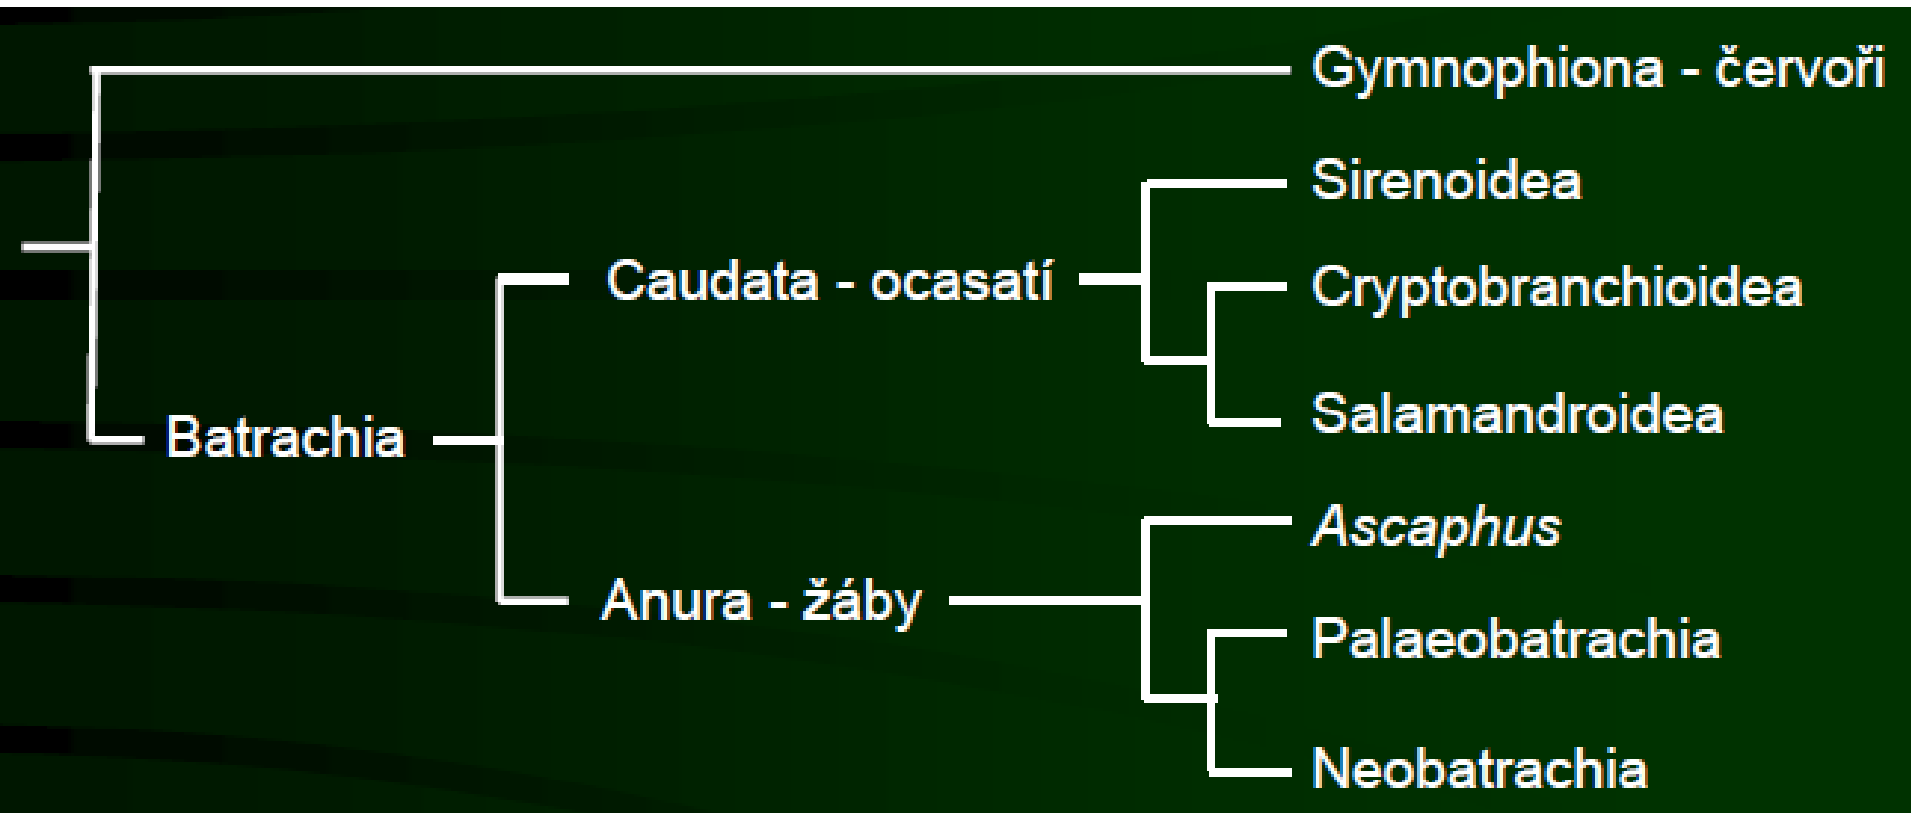 Gymnophiona - červoři
Sirenoidea
Caudata - ocasatí
Cryptobranchioidea
Salamandroidea
Batrachia
Ascaphus
Anura - žáby
Palaeobatrachia
Neobatrachia